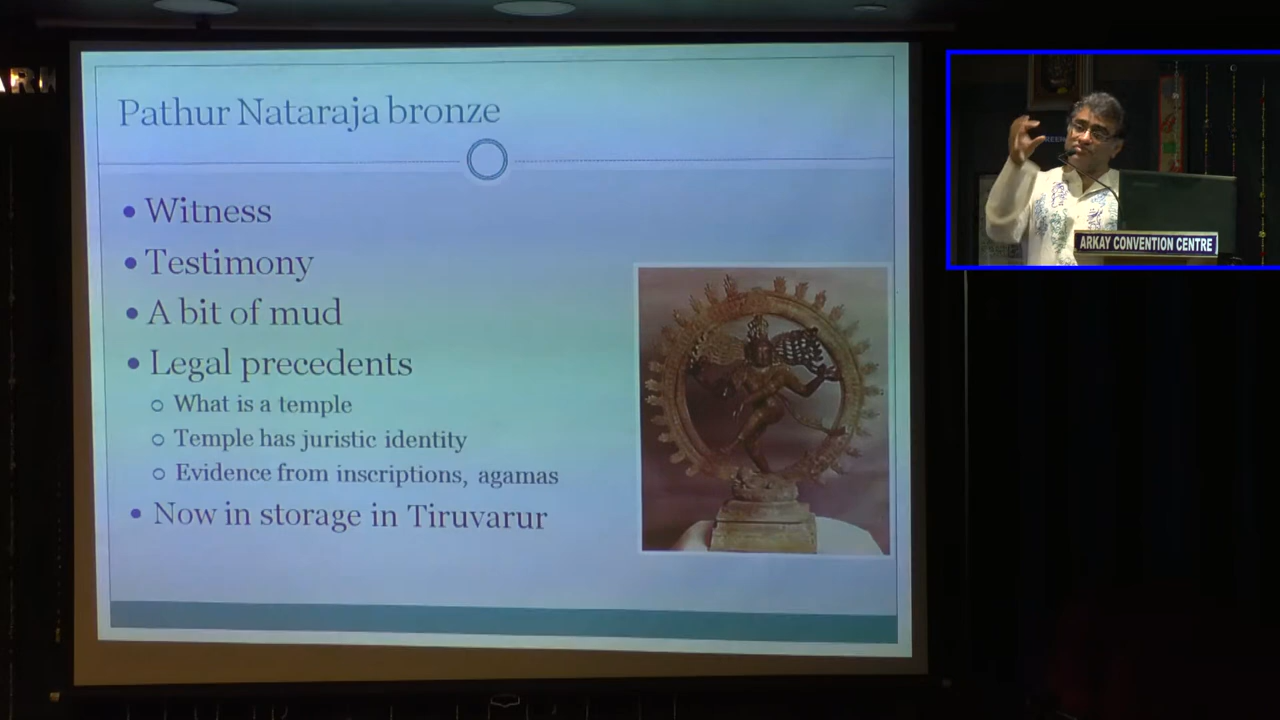 Pathur Nataraja bronze
Witness
Testimony
A bit of mud
Legal precedents
What is a temple
Temple has juristic identity
Evidence from inscriptions, agamas
Now in storage in Tiruvarur
ARKAY CONVENTION CENTRE